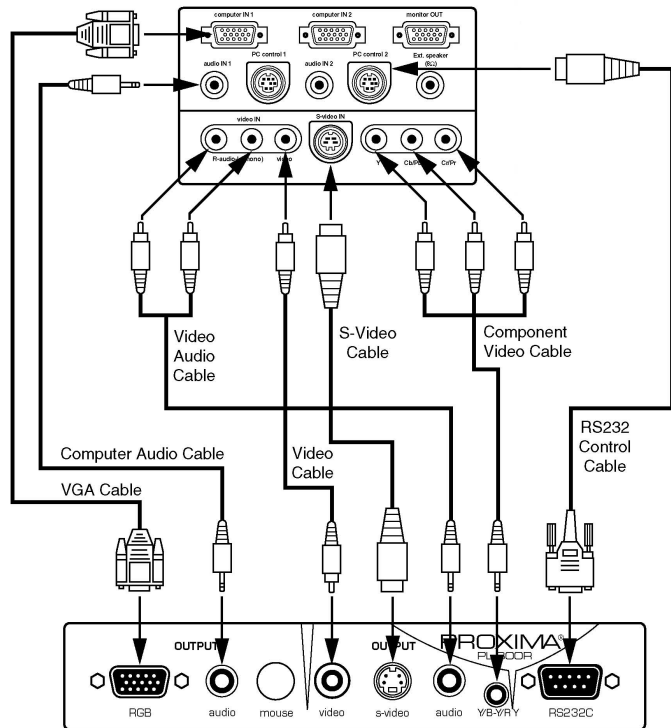 computer IN 1
computer IN 2
monitor OUT
audio IN 1
PC control 1
audio IN 2
PC control 2
Ext. speaker
(8Ω)
video IN
S-video IN
R-audio video
Y Cb/Pb Cr/Pr
Video
Audio
Cable
S-Video
Cable
Component
Video Cable
RS232
Control
Cable
Computer Audio Cable
Video
Cable
VGA Cable
PROXIMA®
OUTPUT
OUTPUT
RGB
audio
mouse
video
s-video
audio
Y/B-Y/R Y
RS232C